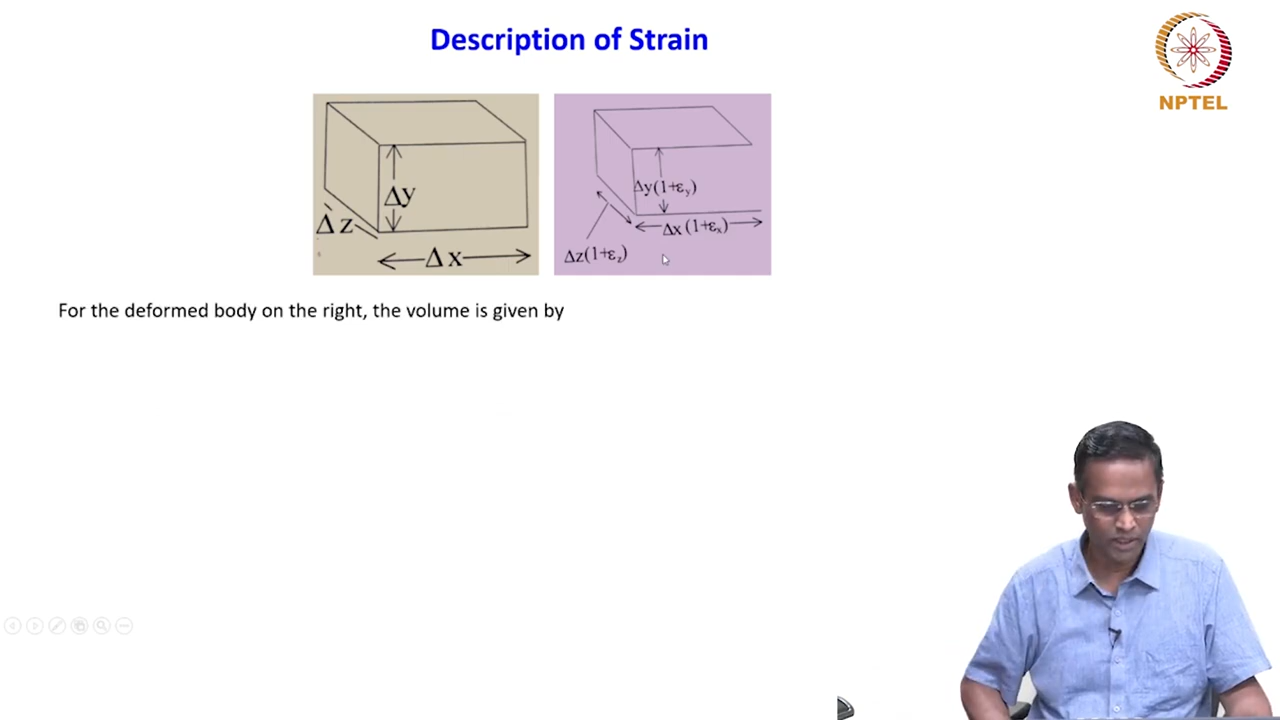 Description of Strain
NPTEL
Δy
Δz
Δx
Δy(1+εy)
Δx(1+εx)
Δz(1+εz)
For the deformed body on the right, the volume is given by